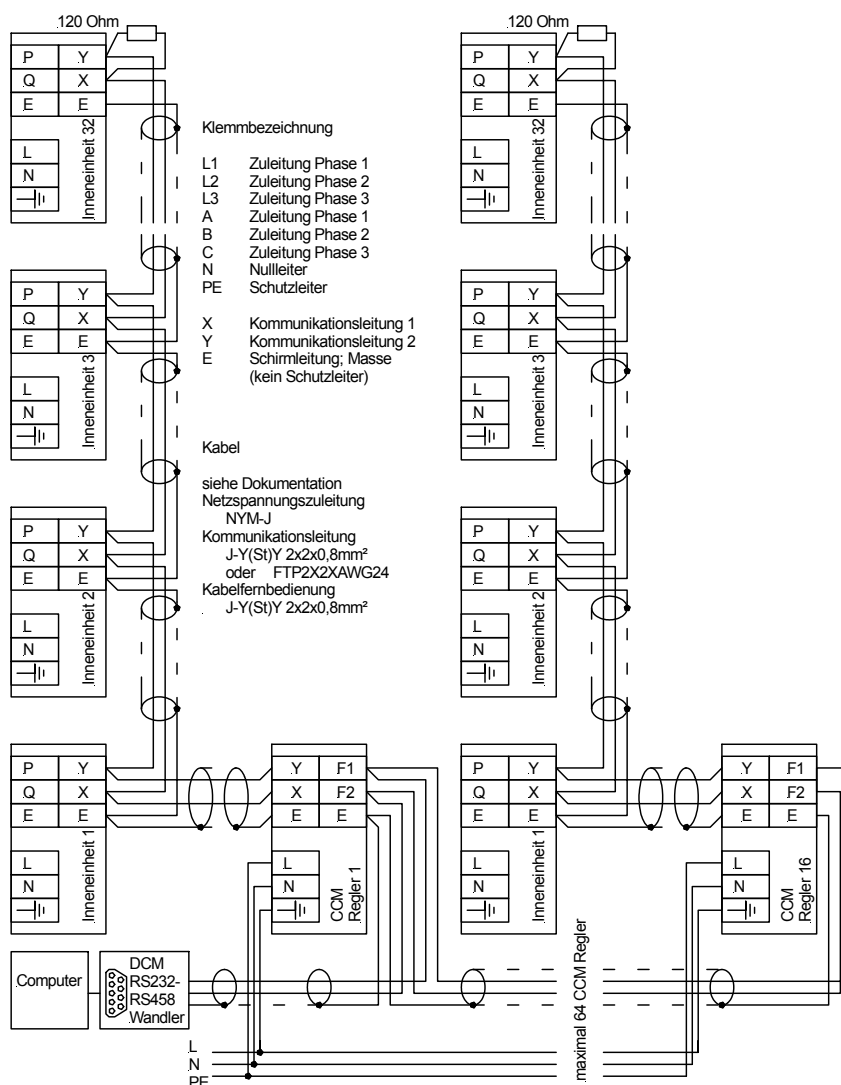 120 Ohm
P Y
Q X
E E
L
N
Inneneinheit 32
P Y
Q X
E E
L
N
Inneneinheit 3
P Y
Q X
E E
L
N
Inneneinheit 2
P Y
Q X
E E
L
N
Inneneinheit 1
Klemmbezeichnung
L1 Zuleitung Phase 1
L2 Zuleitung Phase 2
L3 Zuleitung Phase 3
A Zuleitung Phase 1
B Zuleitung Phase 2
C Zuleitung Phase 3
N Nullleiter
PE Schutzleiter
X Kommunikationsleitung 1
Y Kommunikationsleitung 2
E Schirmleitung; Masse
(kein Schutzleiter)
Kabel
siehe Dokumentation
Netzspannungszuleitung
NYM-J
Kommunikationsleitung
J-Y(St)Y 2x2x0,8mm²
oder FTP2X2XAWG24
Kabelfernbedienung
J-Y(St)Y 2x2x0,8mm²
Y F1
X F2
E E
L
N
CCM
Regler 1
120 Ohm
P Y
Q X
E E
L
N
Inneneinheit 32
P Y
Q X
E E
L
N
Inneneinheit 3
P Y
Q X
E E
L
N
Inneneinheit 2
P Y
Q X
E E
L
N
Inneneinheit 1
Y F1
X F2
E E
L
N
CCM
Regler 16
Computer
DCM
RS232-
RS458
Wandler
maximal 64 CCM Regler
L
N
PE